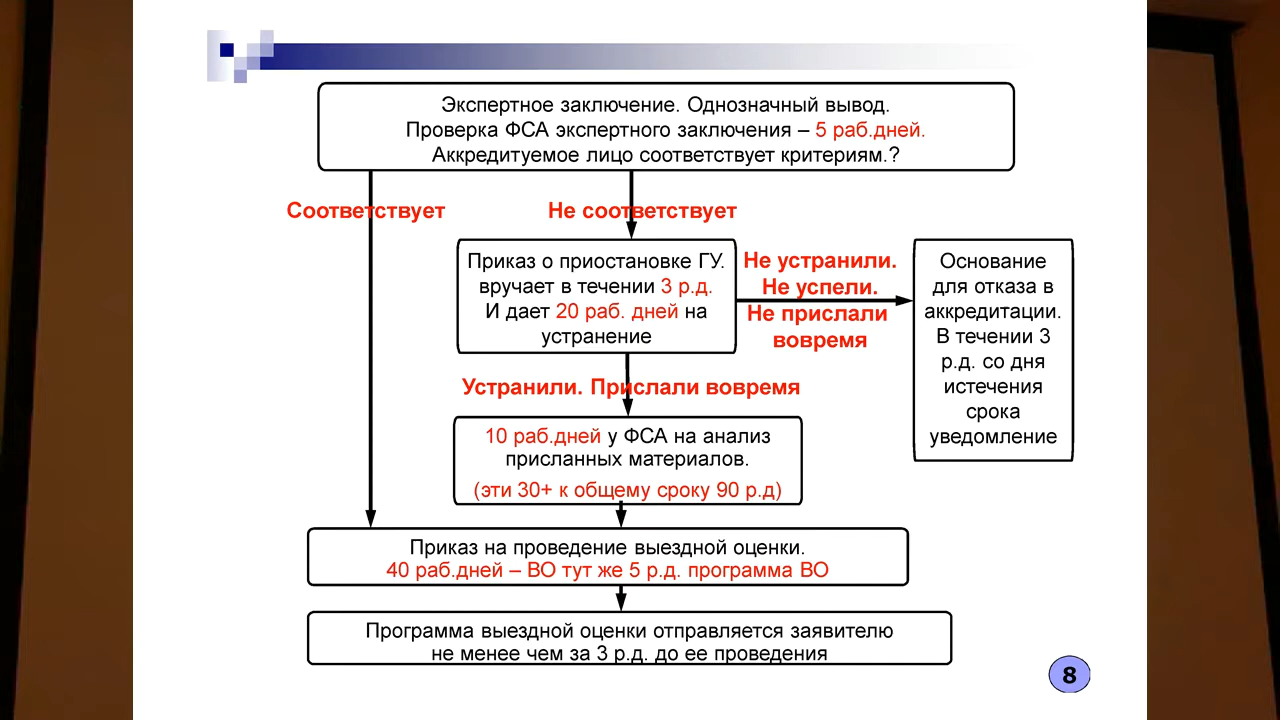 Экспертное заключение. Однозначный вывод.
Проверка ФСА экспертного заключения – 5 раб.дней.
Аккредитуемое лицо соответствует критериям.?
Соответствует
Не соответствует
Приказ о приостановке ГУ.
вручает в течении 3 р.д.
И дает 20 раб. дней на
устранение
Не устранили.
Не успели.
Не прислали
вовремя
Основание
для отказа в
аккредитации.
В течении 3
р.д. со дня
истечения
срока
уведомление
Устранили. Прислали вовремя
10 раб.дней у ФСА на анализ
присланных материалов.
(эти 30+ к общему сроку 90 р.д)
Приказ на проведение выездной оценки.
40 раб.дней – ВО тут же 5 р.д. программа ВО
Программа выездной оценки отправляется заявителю
не менее чем за 3 р.д. до ее проведения
8